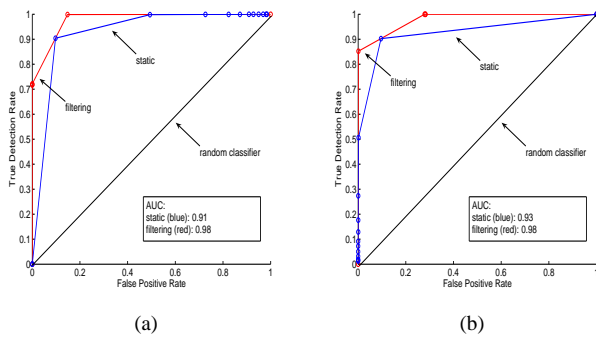 1
0.9
0.8
0.7
0.6
0.5
0.4
0.3
0.2
0.1
0
True Detection Rate
static
filtering
random classifier
AUC:
static (blue): 0.91
filtering (red): 0.98
0 0.2 0.4 0.6 0.8 1
False Positive Rate
(a)
1
0.9
0.8
0.7
0.6
0.5
0.4
0.3
0.2
0.1
0
True Detection Rate
static
filtering
random classifier
AUC:
static (blue): 0.93
filtering (red): 0.98
0 0.2 0.4 0.6 0.8 1
False Positive Rate
(b)